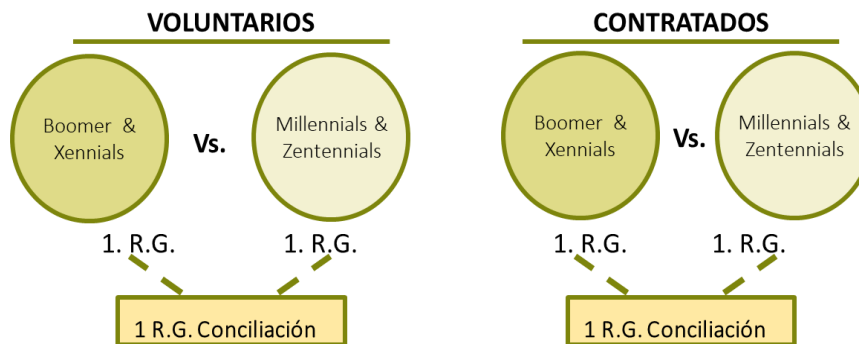 VOLUNTARIOS
Boomer &
Xennials
Vs.
Millennials &
Zentennials
1. R.G.
1. R.G.
1 R.G. Conciliación
CONTRATADOS
Boomer &
Xennials
Vs.
Millennials &
Zentennials
1. R.G.
1. R.G.
1 R.G. Conciliación